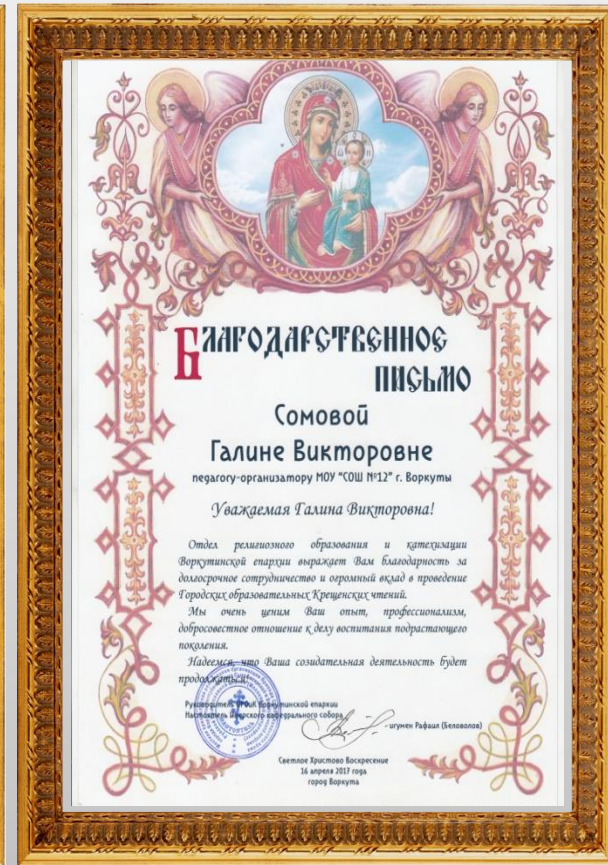 Благодарственное
письмо
Сомовой
Галине Викторовне
педагогу-организатору МОУ "СОШ №12" г. Воркуты
Уважаемая Галина Викторовна!
Отдел религиозного образования и катехизации
Воркутинской епархии выражает Вам благодарность за
долгосрочное сотрудничество и огромный вклад в проведение
Городских образовательных Крещенских чтений.
Мы очень ценим Ваш опыт, профессионализм,
добросовестное отношение к делу воспитания подрастающего
поколения.
Надеемся, что Ваша созидательная деятельность будет
продолжаться!
Руководитель ОРОиК Воркутинской епархии
Настоятель Иверского кафедрального собора
- игумен Рафаил (Беловолов)
Светлое Христово Воскресение
16 апреля 2017 года
город Воркута